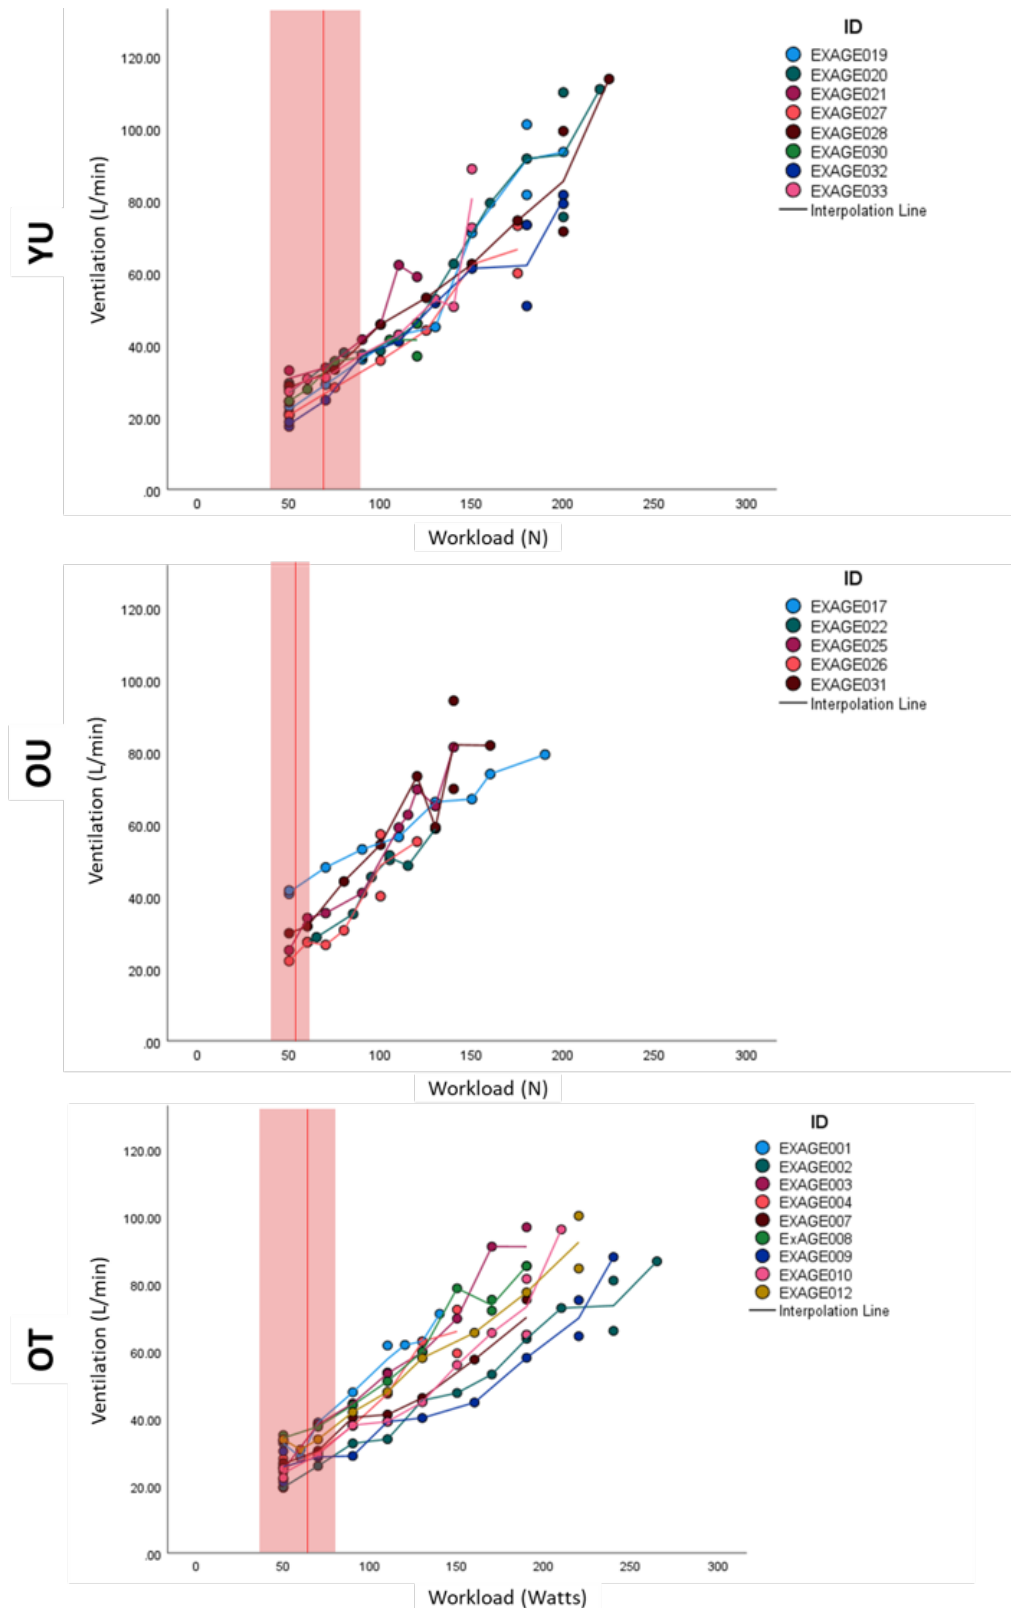 YU
Ventilation (L/min)
120.00
100.00
80.00
60.00
40.00
20.00
.00
0 50 100 150 200 250 300
Workload (N)
ID
EXAGE019
EXAGE020
EXAGE021
EXAGE027
EXAGE028
EXAGE030
EXAGE032
EXAGE033
Interpolation Line
OU
Ventilation (L/min)
120.00
100.00
80.00
60.00
40.00
20.00
.00
0 50 100 150 200 250 300
Workload (N)
ID
EXAGE017
EXAGE022
EXAGE025
EXAGE026
EXAGE031
Interpolation Line
OT
Ventilation (L/min)
120.00
100.00
80.00
60.00
40.00
20.00
.00
0 50 100 150 200 250 300
Workload (Watts)
ID
EXAGE001
EXAGE002
EXAGE003
EXAGE004
EXAGE007
ExAGE008
EXAGE009
EXAGE010
EXAGE012
Interpolation Line